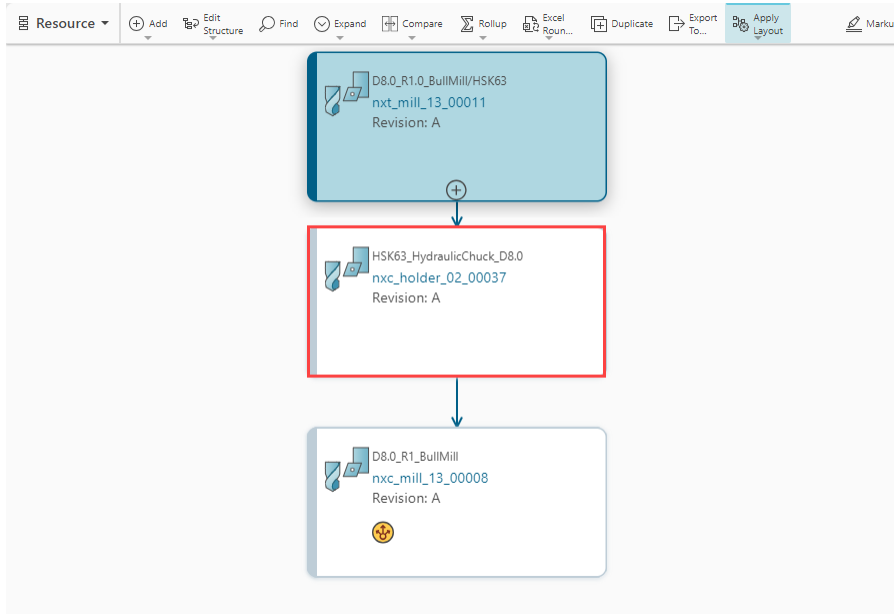 Resource
Add
Edit
Structure
Find
Expand
Compare
Rollup
Excel
Roun...
Duplicate
Export
To...
Apply
Layout
Marku
D8.0_R1.0_BullMill/HSK63
nxt_mill_13_00011
Revision: A
HSK63_HydraulicChuck_D8.0
nxc_holder_02_00037
Revision: A
D8.0_R1_BullMill
nxc_mill_13_00008
Revision: A